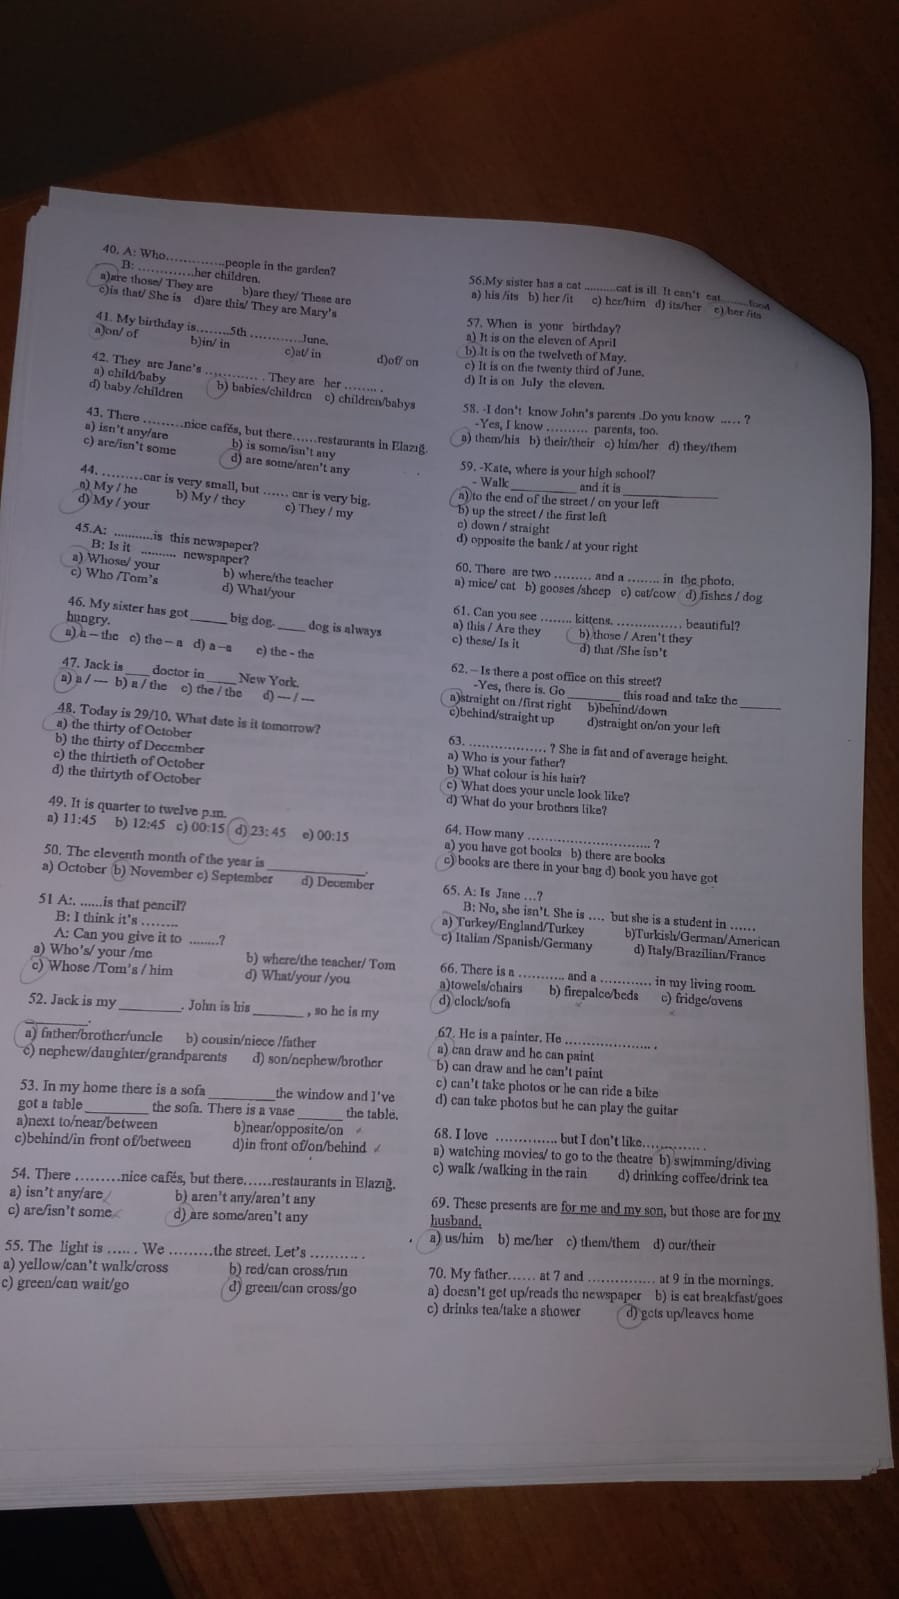 40. A: Who..............people in the garden?
B: .............her children.
a)are those/ They are b)are they/ These are
c)is that/ She is d)are this/ They are Mary's
41. My birthday is........5th .............June.
a)on/ of b)in/ in c)at/ in d)of/ on
42. They are Jane's ............. . They are her ........ .
a) child/baby b) babies/children c) children/babys
d) baby /children
43. There ..........nice cafés, but there......restaurants in Elazığ.
a) isn't any/are b) is some/isn't any
c) are/isn't some d) are some/aren't any
44. ..........car is very small, but ...... car is very big.
a) My / he b) My / they c) They / my
d) My / your
45.A: ...........is this newspaper?
B: Is it .......... newspaper?
a) Whose/ your b) where/the teacher
c) Who /Tom's d) What/your
46. My sister has got ______ big dog. _____ dog is always
hungry.
a) a – the c) the – a d) a –a e) the - the
47. Jack is ____ doctor in _____ New York.
a) a / --- b) a / the c) the / the d) --- / ---
48. Today is 29/10. What date is it tomorrow?
a) the thirty of October
b) the thirty of December
c) the thirtieth of October
d) the thirtyth of October
49. It is quarter to twelve p.m.
a) 11:45 b) 12:45 c) 00:15 d) 23: 45 e) 00:15
50. The eleventh month of the year is _______________.
a) October b) November c) September d) December
51 A:. ......is that pencil?
B: I think it's ........
A: Can you give it to ........?
a) Who's/ your /me b) where/the teacher/ Tom
c) Whose /Tom's / him d) What/your /you
52. Jack is my __________. John is his ________ , so he is my
__________.
a) father/brother/uncle b) cousin/niece /father
c) nephew/daughter/grandparents d) son/nephew/brother
53. In my home there is a sofa __________the window and I've
got a table __________ the sofa. There is a vase _______ the table.
a)next to/near/between b)near/opposite/on
c)behind/in front of/between d)in front of/on/behind
54. There ..........nice cafés, but there......restaurants in Elazığ.
a) isn't any/are b) aren't any/aren't any
c) are/isn't some d) are some/aren't any
55. The light is ...... . We ..........the street. Let's ........... .
a) yellow/can't walk/cross b) red/can cross/run
c) green/can wait/go d) green/can cross/go
56.My sister has a cat ..........cat is ill. It can't eat........food
a) his /its b) her /it c) her/him d) its/her e) her /its
57. When is your birthday?
a) It is on the eleven of April
b) It is on the twelveth of May.
c) It is on the twenty third of June.
d) It is on July the eleven.
58. -I don't know John's parents .Do you know ...... ?
-Yes, I know .......... parents, too.
a) them/his b) their/their c) him/her d) they/them
59. -Kate, where is your high school?
- Walk __________ and it is ______________
a) to the end of the street / on your left
b) up the street / the first left
c) down / straight
d) opposite the bank / at your right
60. There are two ......... and a ........ in the photo.
a) mice/ cat b) gooses /sheep c) cat/cow d) fishes / dog
61. Can you see ........ kittens. ............... beautiful?
a) this / Are they b) those / Aren't they
c) these/ Is it d) that /She isn't
62. – Is there a post office on this street?
-Yes, there is. Go ________ this road and take the ______
a)straight on /first right b)behind/down
c)behind/straight up d)straight on/on your left
63. .................. ? She is fat and of average height.
a) Who is your father?
b) What colour is his hair?
c) What does your uncle look like?
d) What do your brothers like?
64. How many ............................. ?
a) you have got books b) there are books
c) books are there in your bag d) book you have got
65. A: Is Jane ...?
B: No, she isn't. She is .... but she is a student in ......
a) Turkey/England/Turkey b)Turkish/German/American
c) Italian /Spanish/Germany d) Italy/Brazilian/France
66. There is a ........... and a ............ in my living room.
a)towels/chairs b) firepalce/beds c) fridge/ovens
d) clock/sofa
67. He is a painter. He .................... .
a) can draw and he can paint
b) can draw and he can't paint
c) can't take photos or he can ride a bike
d) can take photos but he can play the guitar
68. I love .............. but I don't like.............. .
a) watching movies/ to go to the theatre b) swimming/diving
c) walk /walking in the rain d) drinking coffee/drink tea
69. These presents are for me and my son, but those are for my
husband.
a) us/him b) me/her c) them/them d) our/their
70. My father...... at 7 and ............... at 9 in the mornings.
a) doesn't get up/reads the newspaper b) is eat breakfast/goes
c) drinks tea/take a shower d) gets up/leaves home